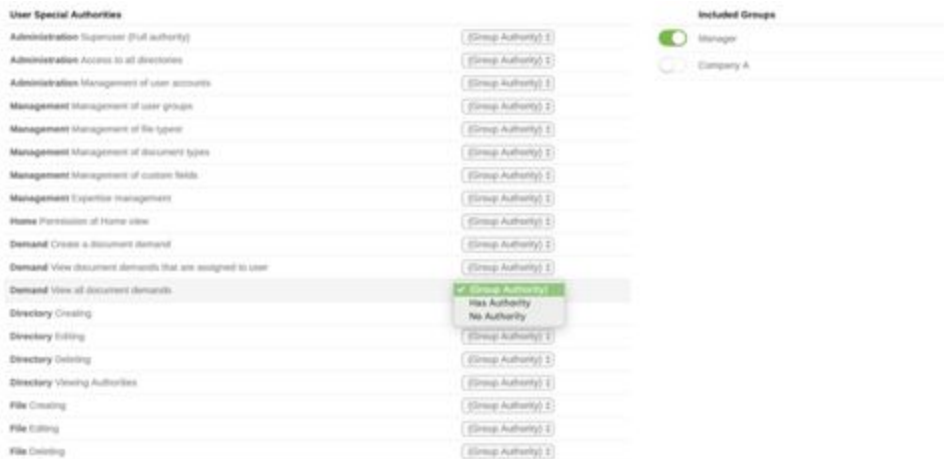 User Special Authorities
Administration Superuser (Full authority) (Group Authority)
Administration Access to all directories (Group Authority)
Administration Management of user accounts (Group Authority)
Management Management of user groups (Group Authority)
Management Management of file types (Group Authority)
Management Management of document types (Group Authority)
Management Management of custom fields (Group Authority)
Management Expertise management (Group Authority)
Home Permission of Home view (Group Authority)
Demand Create a document demand (Group Authority)
Demand View document demands that are assigned to user (Group Authority)
Demand View all document demands
✓ (Group Authority)
Has Authority
No Authority
Directory Creating
Directory Editing (Group Authority)
Directory Deleting (Group Authority)
Directory Viewing Authorities (Group Authority)
File Creating (Group Authority)
File Editing (Group Authority)
File Deleting (Group Authority)
Included Groups
Manager
Company A